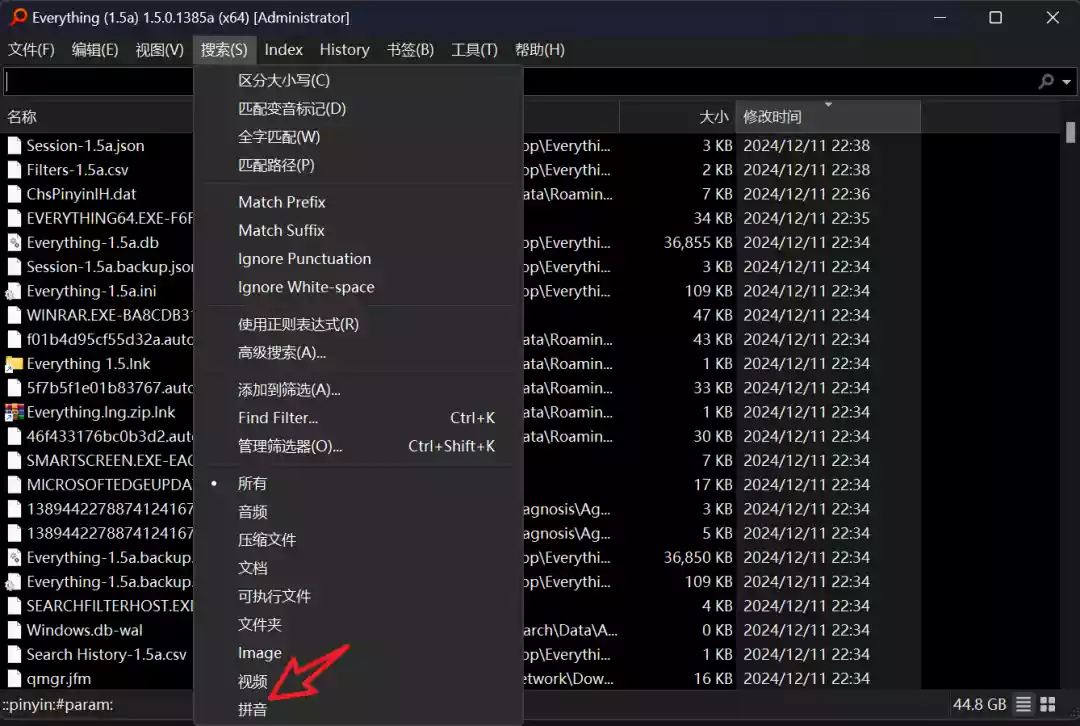 Everything (1.5a) 1.5.0.1385a (x64) [Administrator]
文件(F) 编辑(E) 视图(V) 搜索(S) Index History 书签(B) 工具(T) 帮助(H)
区分大小写(C)
匹配变音标记(D)
全字匹配(W)
匹配路径(P)
Match Prefix
Match Suffix
Ignore Punctuation
Ignore White-space
使用正则表达式(R)
高级搜索(A)...
添加到筛选(A)...
Find Filter... Ctrl+K
管理筛选器(O)... Ctrl+Shift+K
• 所有
音频
压缩文件
文档
可执行文件
文件夹
Image
视频
拼音
名称 大小 修改时间
Session-1.5a.json op\Everythi... 3 KB 2024/12/11 22:38
Filters-1.5a.csv op\Everythi... 2 KB 2024/12/11 22:38
ChsPinyinIH.dat ata\Roamin... 7 KB 2024/12/11 22:36
EVERYTHING64.EXE-F6F 34 KB 2024/12/11 22:35
Everything-1.5a.db op\Everythi... 36,855 KB 2024/12/11 22:34
Session-1.5a.backup.json op\Everythi... 3 KB 2024/12/11 22:34
Everything-1.5a.ini op\Everythi... 109 KB 2024/12/11 22:34
WINRAR.EXE-BA8CDB31 47 KB 2024/12/11 22:34
f01b4d95cf55d32a.auto ata\Roamin... 43 KB 2024/12/11 22:34
Everything 1.5.lnk ata\Roamin... 1 KB 2024/12/11 22:34
5f7b5f1e01b83767.auto ata\Roamin... 33 KB 2024/12/11 22:34
Everything.lng.zip.lnk ata\Roamin... 1 KB 2024/12/11 22:34
46f433176bc0b3d2.aut ata\Roamin... 30 KB 2024/12/11 22:34
SMARTSCREEN.EXE-EAC 7 KB 2024/12/11 22:34
MICROSOFTEDGEUPDA 17 KB 2024/12/11 22:34
1389442278874124167 agnosis\Ag... 3 KB 2024/12/11 22:34
1389442278874124167 agnosis\Ag... 5 KB 2024/12/11 22:34
Everything-1.5a.backup. op\Everythi... 36,850 KB 2024/12/11 22:34
Everything-1.5a.backup. op\Everythi... 109 KB 2024/12/11 22:34
SEARCHFILTERHOST.EXE 4 KB 2024/12/11 22:34
Windows.db-wal arch\Data\A... 0 KB 2024/12/11 22:34
Search History-1.5a.csv op\Everythi... 1 KB 2024/12/11 22:34
qmgr.jfm etwork\Dow... 16 KB 2024/12/11 22:34
::pinyin:#param: 44.8 GB